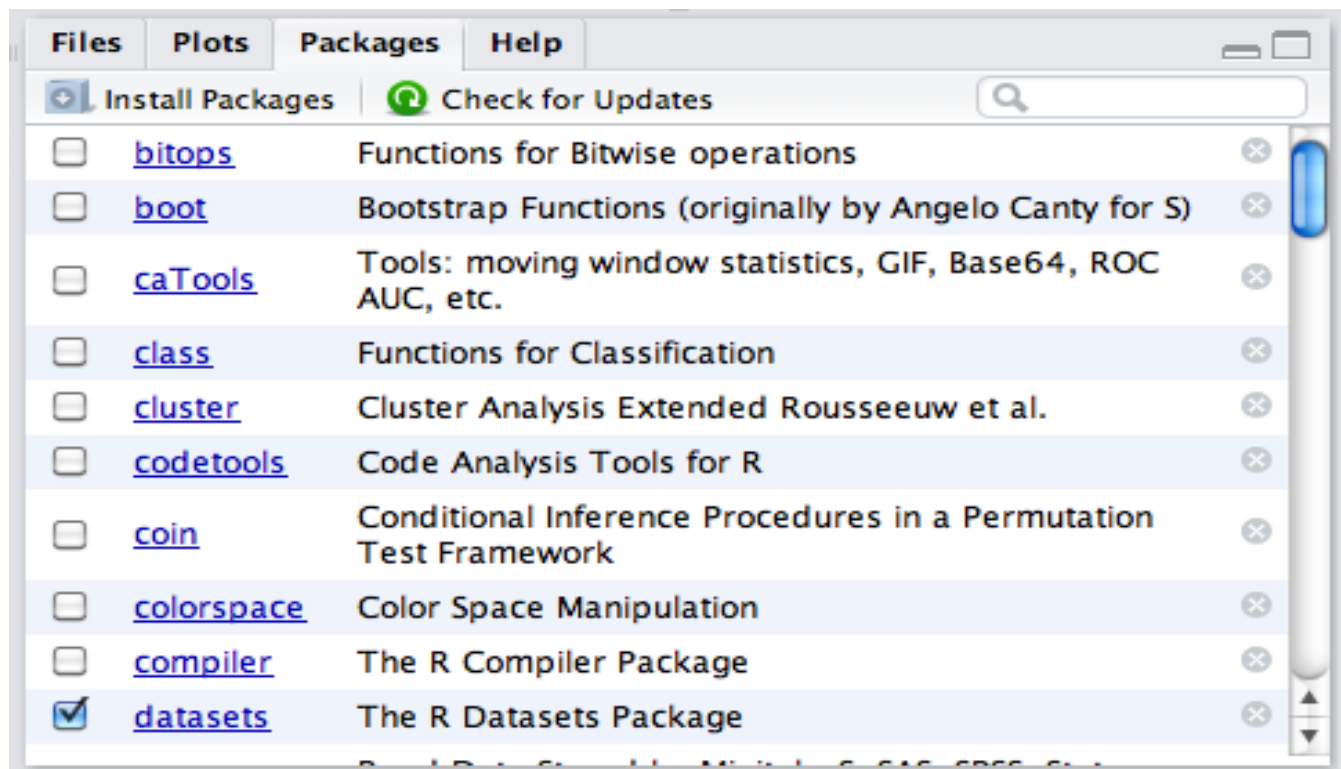 Files Plots Packages Help
Install Packages Check for Updates
bitops Functions for Bitwise operations
boot Bootstrap Functions (originally by Angelo Canty for S)
caTools Tools: moving window statistics, GIF, Base64, ROC
AUC, etc.
class Functions for Classification
cluster Cluster Analysis Extended Rousseeuw et al.
codetools Code Analysis Tools for R
coin Conditional Inference Procedures in a Permutation
Test Framework
colorspace Color Space Manipulation
compiler The R Compiler Package
datasets The R Datasets Package